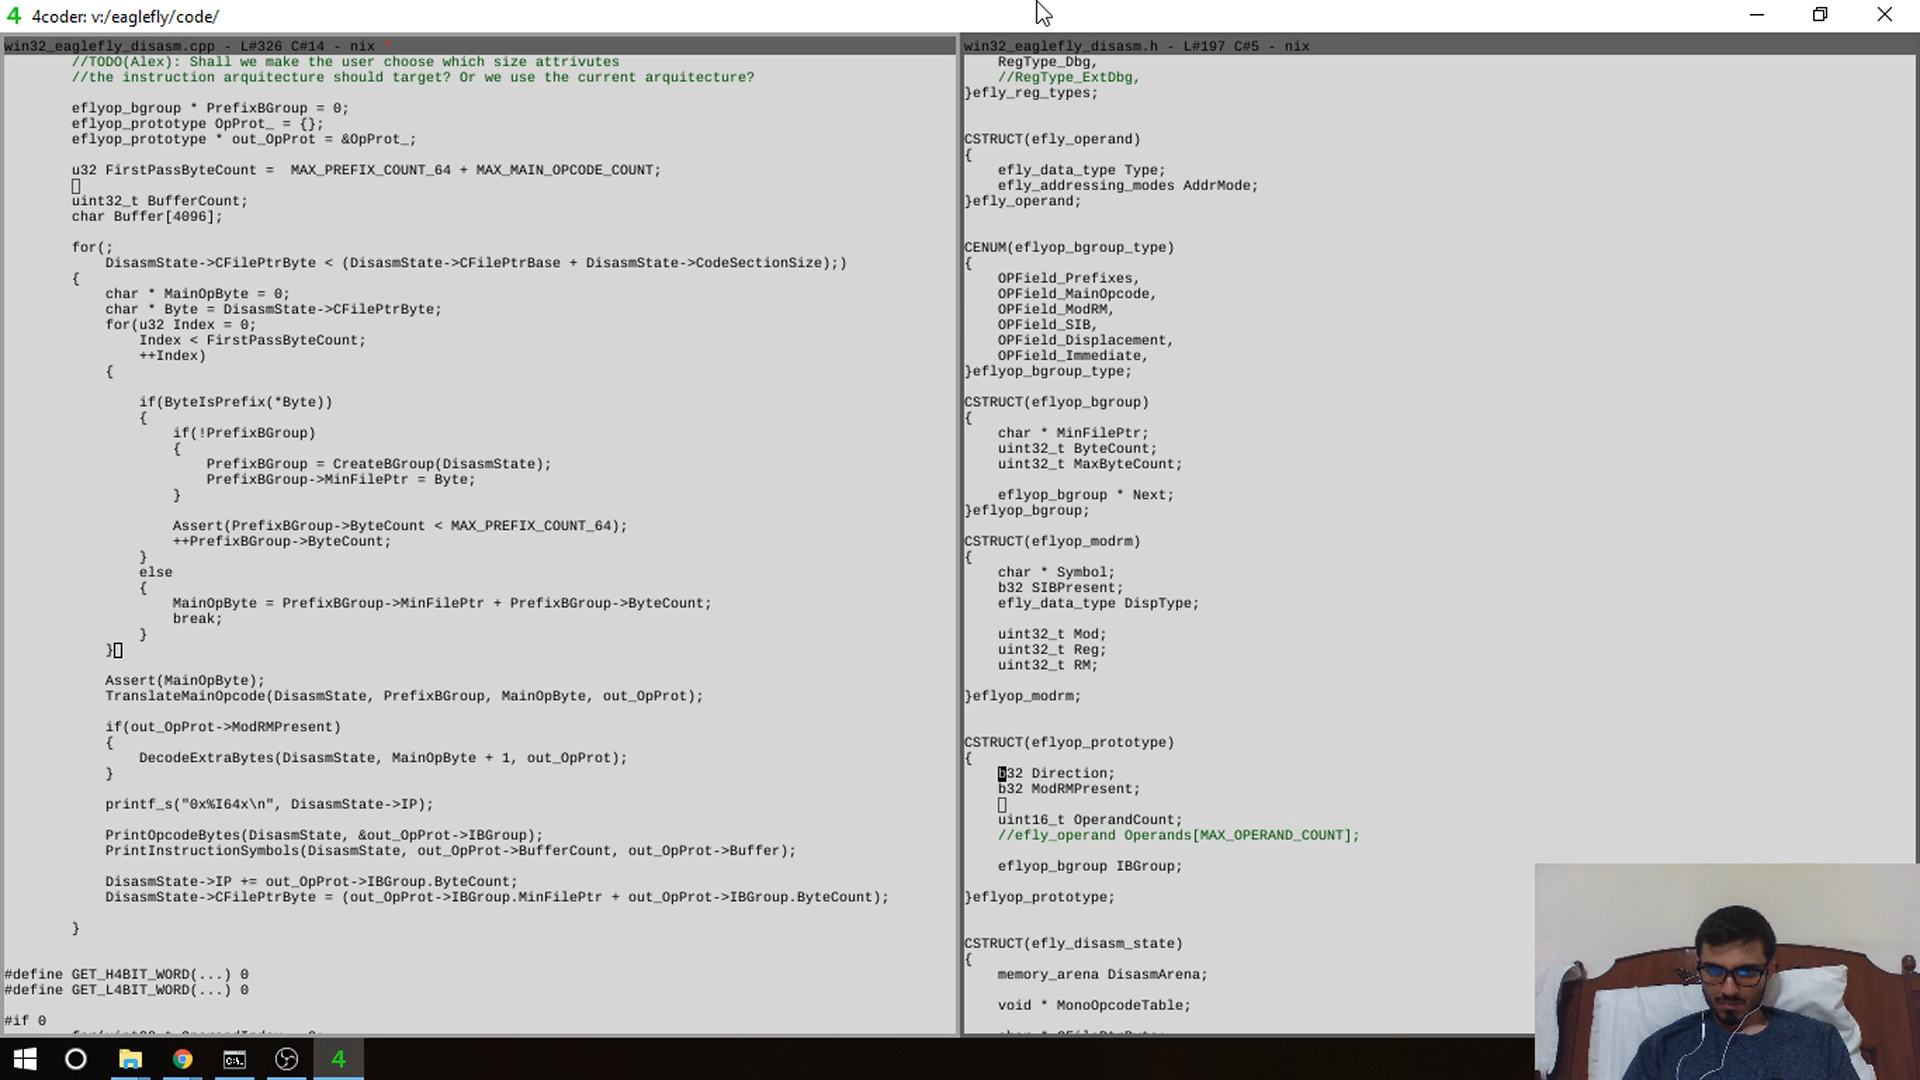 4 4coder: v:/eaglefly/code/
win32_eaglefly_disasm.cpp - L#326 C#14 - nix *
//TODO(Alex): Shall we make the user choose which size attrivutes
//the instruction arquitecture should target? Or we use the current arquitecture?
eflyop_bgroup * PrefixBGroup = 0;
eflyop_prototype OpProt_ = {};
eflyop_prototype * out_OpProt = &OpProt_;
u32 FirstPassByteCount =  MAX_PREFIX_COUNT_64 + MAX_MAIN_OPCODE_COUNT;
uint32_t BufferCount;
char Buffer[4096];
for(;
DisasmState->CFilePtrByte < (DisasmState->CFilePtrBase + DisasmState->CodeSectionSize);)
{
char * MainOpByte = 0;
char * Byte = DisasmState->CFilePtrByte;
for(u32 Index = 0;
Index < FirstPassByteCount;
++Index)
{
if(ByteIsPrefix(*Byte))
{
if(!PrefixBGroup)
{
PrefixBGroup = CreateBGroup(DisasmState);
PrefixBGroup->MinFilePtr = Byte;
}
Assert(PrefixBGroup->ByteCount < MAX_PREFIX_COUNT_64);
++PrefixBGroup->ByteCount;
}
else
{
MainOpByte = PrefixBGroup->MinFilePtr + PrefixBGroup->ByteCount;
break;
}
}
Assert(MainOpByte);
TranslateMainOpcode(DisasmState, PrefixBGroup, MainOpByte, out_OpProt);
if(out_OpProt->ModRMPresent)
{
DecodeExtraBytes(DisasmState, MainOpByte + 1, out_OpProt);
}
printf_s("0x%I64x\n", DisasmState->IP);
PrintOpcodeBytes(DisasmState, &out_OpProt->IBGroup);
PrintInstructionSymbols(DisasmState, out_OpProt->BufferCount, out_OpProt->Buffer);
DisasmState->IP += out_OpProt->IBGroup.ByteCount;
DisasmState->CFilePtrByte = (out_OpProt->IBGroup.MinFilePtr + out_OpProt->IBGroup.ByteCount);
}
#define GET_H4BIT_WORD(...) 0
#define GET_L4BIT_WORD(...) 0
#if 0
win32_eaglefly_disasm.h - L#197 C#5 - nix
RegType_Dbg,
//RegType_ExtDbg,
}efly_reg_types;
CSTRUCT(efly_operand)
{
efly_data_type Type;
efly_addressing_modes AddrMode;
}efly_operand;
CENUM(eflyop_bgroup_type)
{
OPField_Prefixes,
OPField_MainOpcode,
OPField_ModRM,
OPField_SIB,
OPField_Displacement,
OPField_Immediate,
}eflyop_bgroup_type;
CSTRUCT(eflyop_bgroup)
{
char * MinFilePtr;
uint32_t ByteCount;
uint32_t MaxByteCount;
eflyop_bgroup * Next;
}eflyop_bgroup;
CSTRUCT(eflyop_modrm)
{
char * Symbol;
b32 SIBPresent;
efly_data_type DispType;
uint32_t Mod;
uint32_t Reg;
uint32_t RM;
}eflyop_modrm;
CSTRUCT(eflyop_prototype)
{
b32 Direction;
b32 ModRMPresent;
uint16_t OperandCount;
//efly_operand Operands[MAX_OPERAND_COUNT];
eflyop_bgroup IBGroup;
}eflyop_prototype;
CSTRUCT(efly_disasm_state)
{
memory_arena DisasmArena;
void * MonoOpcodeTable;
4